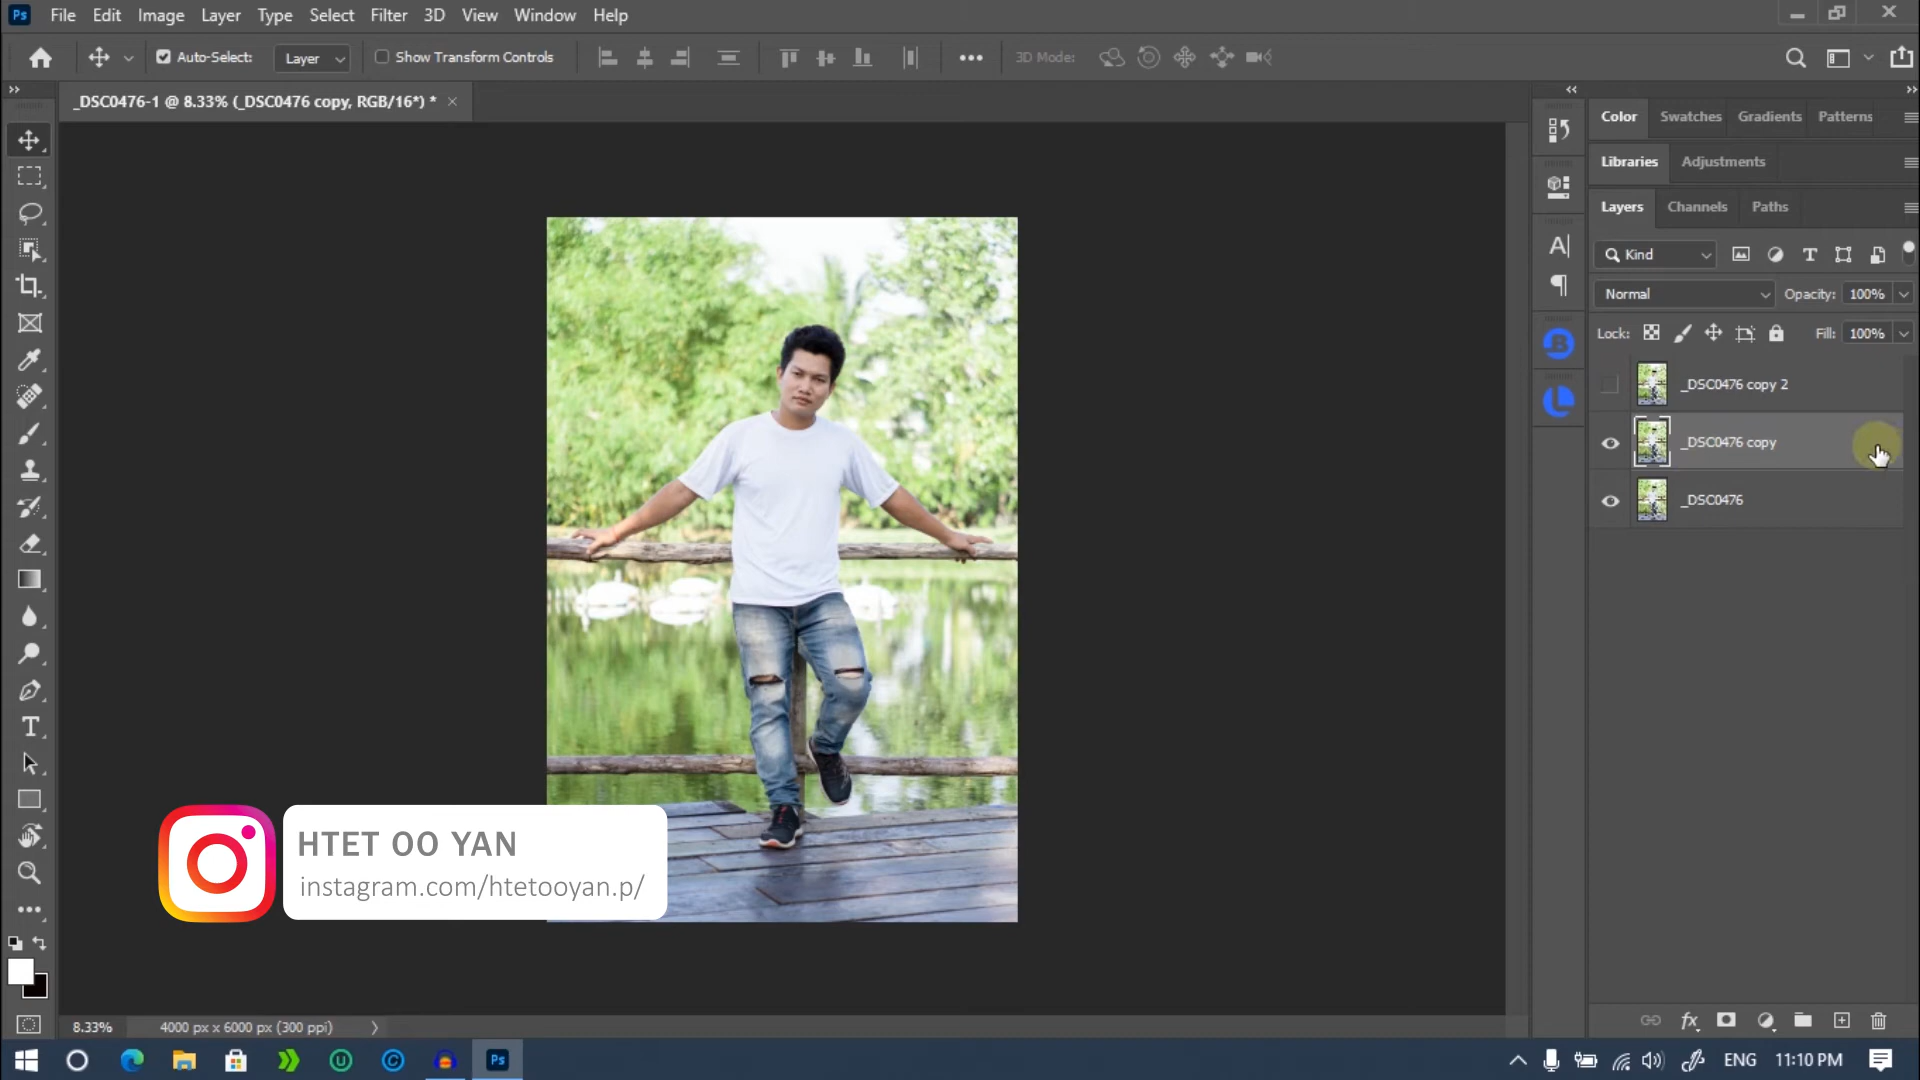 Ps File Edit Image Layer Type Select Filter 3D View Window Help
Auto-Select: Layer Show Transform Controls 3D Mode:
_DSC0476-1 @ 8.33% (_DSC0476 copy, RGB/16*) *
Color Swatches Gradients Patterns
Libraries Adjustments
Layers Channels Paths
Kind
Normal Opacity: 100%
Lock: Fill: 100%
_DSC0476 copy 2
_DSC0476 copy
_DSC0476
HTET OO YAN
instagram.com/htetooyan.p/
8.33% 4000 px x 6000 px (300 ppi)
Ps ENG 11:10 PM